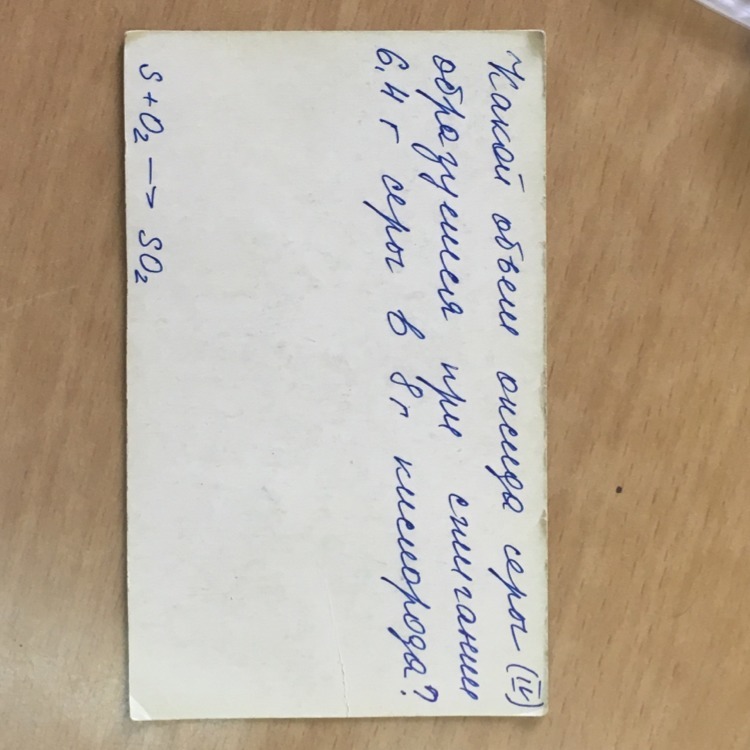 Какой объем оксида серы (IV)
образуется при сжигании
6,4 г серы в 8 г кислорода?
S + O₂ → SO₂